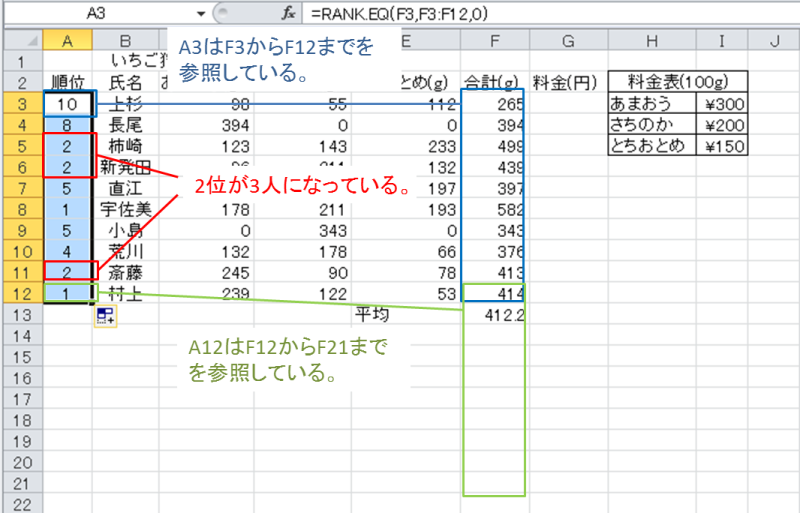 A3 fx =RANK.EQ(F3,F3:F12,0)
A B E F G H I J
1 いちご
A3はF3からF12までを
参照している。
2 順位 氏名 とめ(g) 合計(g) 料金(円) 料金表(100g)
3 10 上杉 98 55 112 265 あまおう ¥300
4 8 長尾 394 0 0 394 さちのか ¥200
5 2 柿崎 123 143 233 499 とちおとめ ¥150
6 2 新発田 132 439
2位が3人になっている。
7 5 直江 197 397
8 1 宇佐美 178 211 193 582
9 5 小島 0 343 0 343
10 4 荒川 132 178 66 376
11 2 斎藤 245 90 78 413
12 1 村上 239 122 53 414
13 平均 412.2
14
A12はF12からF21まで
を参照している。
15
16
17
18
19
20
21
22